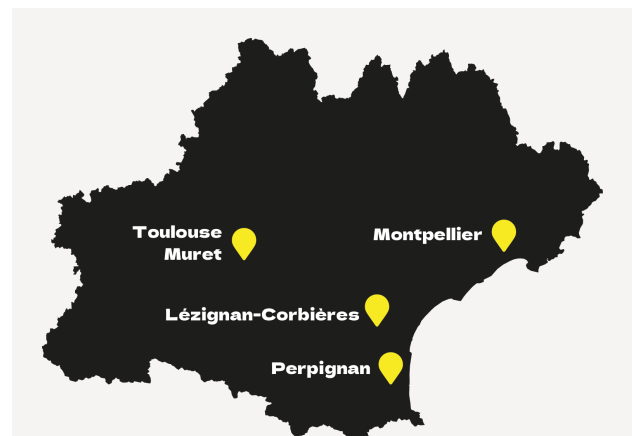 Toulouse
Muret
Montpellier
Lézignan-Corbières
Perpignan